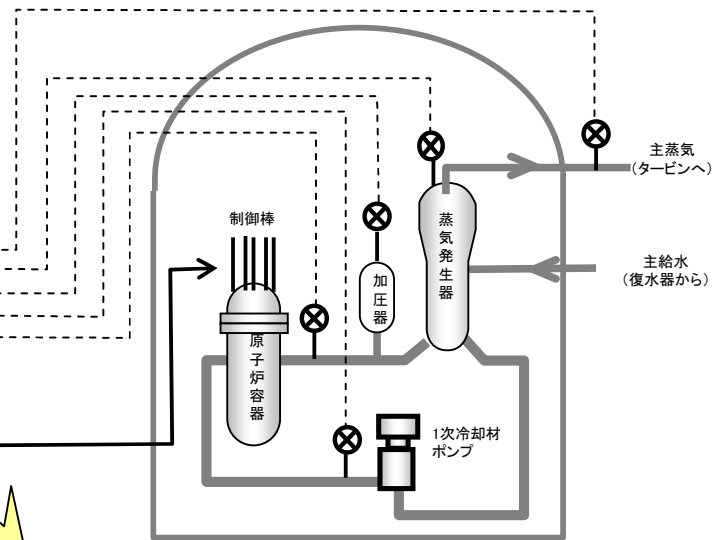 主蒸気
(タービンへ)
制御棒
蒸気発生器
主給水
(復水器から)
加圧器
原子炉容器
1次冷却材
ポンプ